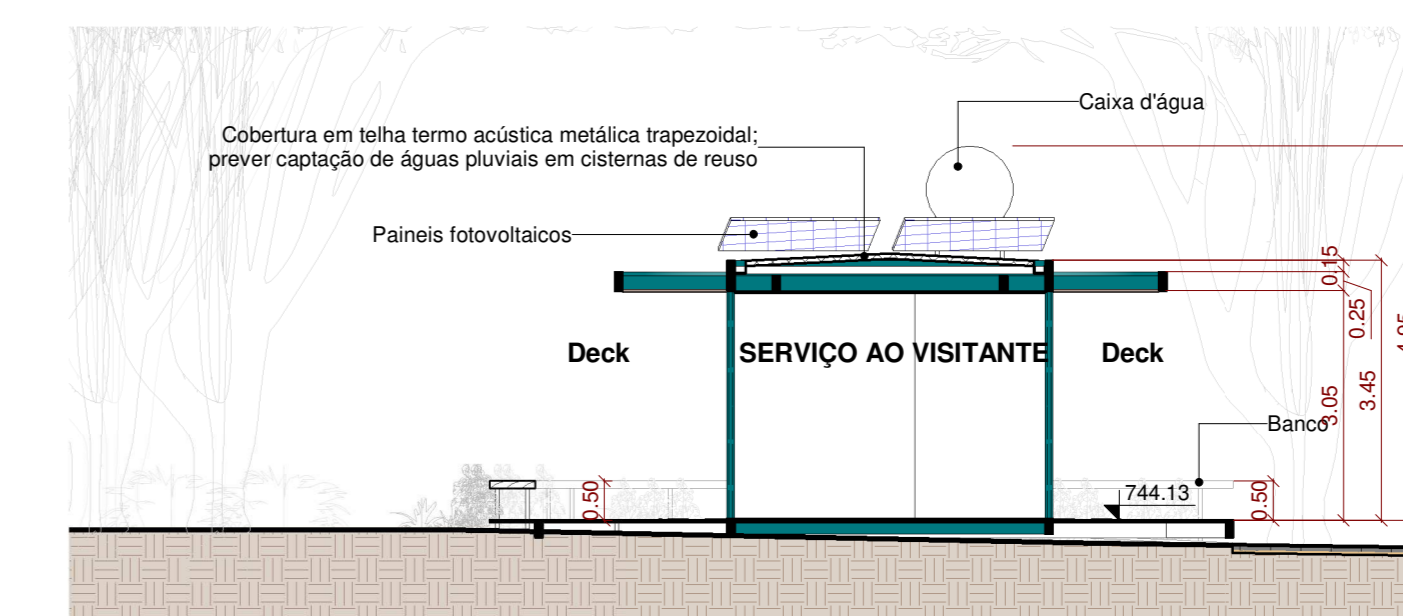 Caixa d'água
Cobertura em telha termo acústica metálica trapezoidal;
prever captação de águas pluviais em cisternas de reuso
Paineis fotovoltaicos
0.15
0.25
Deck
SERVIÇO AO VISITANTE
Deck
3.05
3.45
Banco
0.50
744.13
0.50